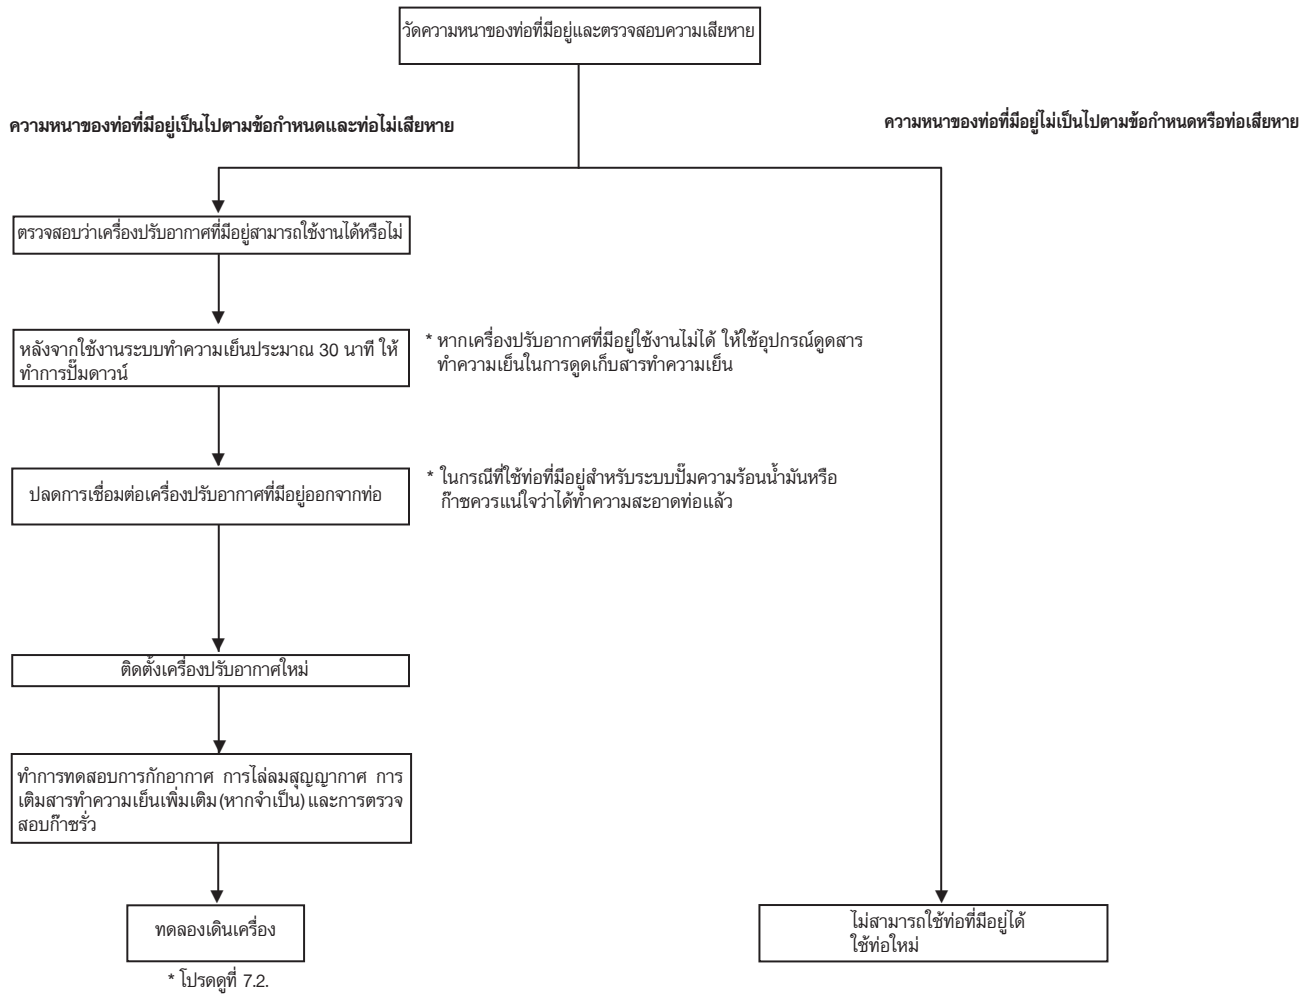 วัดความหนาของท่อที่มีอยู่และตรวจสอบความเสียหาย
ความหนาของท่อที่มีอยู่เป็นไปตามข้อกำหนดและท่อไม่เสียหาย
ความหนาของท่อที่มีอยู่ไม่เป็นไปตามข้อกำหนดหรือท่อเสียหาย
ตรวจสอบว่าเครื่องปรับอากาศที่มีอยู่สามารถใช้งานได้หรือไม่
หลังจากใช้งานระบบทำความเย็นประมาณ 30 นาที ให้
ทำการปั๊มดาวน์
* หากเครื่องปรับอากาศที่มีอยู่ใช้งานไม่ได้ ให้ใช้อุปกรณ์ดูดสาร
ทำความเย็นในการดูดเก็บสารทำความเย็น
ปลดการเชื่อมต่อเครื่องปรับอากาศที่มีอยู่ออกจากท่อ
* ในกรณีที่ใช้ท่อที่มีอยู่สำหรับระบบปั๊มความร้อนน้ำมันหรือ
ก๊าซควรแน่ใจว่าได้ทำความสะอาดท่อแล้ว
ติดตั้งเครื่องปรับอากาศใหม่
ทำการทดสอบการกักอากาศ การไล่ลมสุญญากาศ การ
เติมสารทำความเย็นเพิ่มเติม (หากจำเป็น) และการตรวจ
สอบก๊าซรั่ว
ทดลองเดินเครื่อง
* โปรดดูที่ 7.2.
ไม่สามารถใช้ท่อที่มีอยู่ได้
ใช้ท่อใหม่